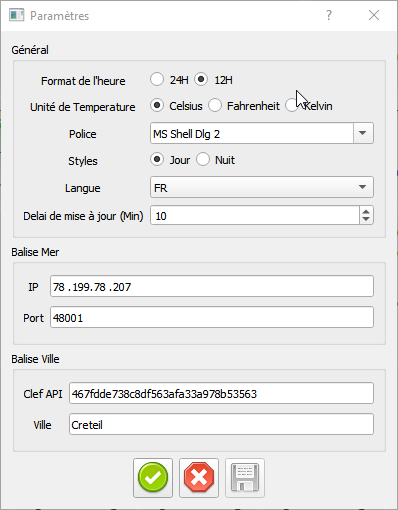 Paramètres ?
Général
Format de l'heure 24H 12H
Unité de Temperature Celsius Fahrenheit Kelvin
Police MS Shell Dlg 2
Styles Jour Nuit
Langue FR
Delai de mise à jour (Min) 10
Balise Mer
IP 78 .199.78 .207
Port 48001
Balise Ville
Clef API 467fdde738c8df563afa33a978b53563
Ville Creteil